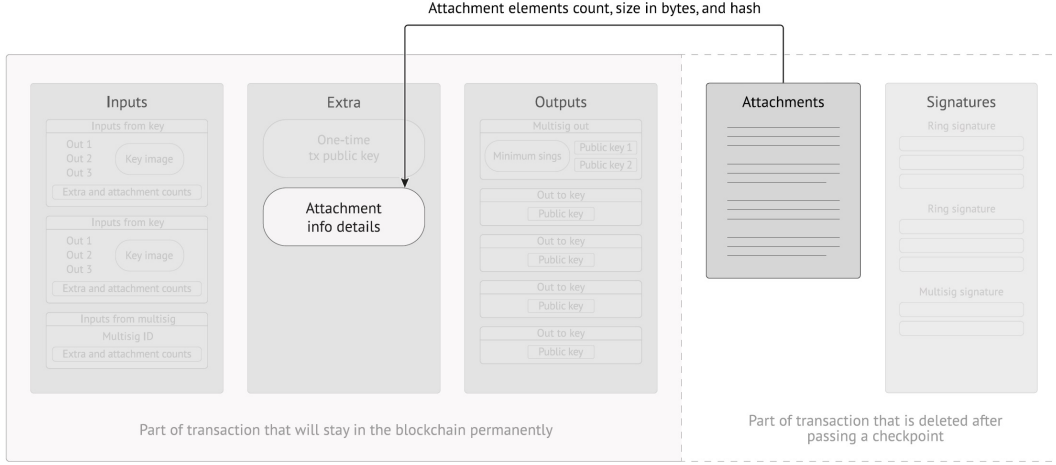 Attachment elements count, size in bytes, and hash
Inputs
Inputs from key
Out 1
Out 2
Out 3
Key image
Extra and attachment counts
Inputs from key
Out 1
Out 2
Out 3
Key image
Extra and attachment counts
Inputs from multisig
Multisig ID
Extra and attachment counts
Extra
One-time
tx public key
Attachment
info details
Outputs
Multisig out
Minimum sings
Public key 1
Public key 2
Out to key
Public key
Out to key
Public key
Out to key
Public key
Out to key
Public key
Attachments
Signatures
Ring signature
Ring signature
Multisig signature
Part of transaction that will stay in the blockchain permanently
Part of transaction that is deleted after
passing a checkpoint